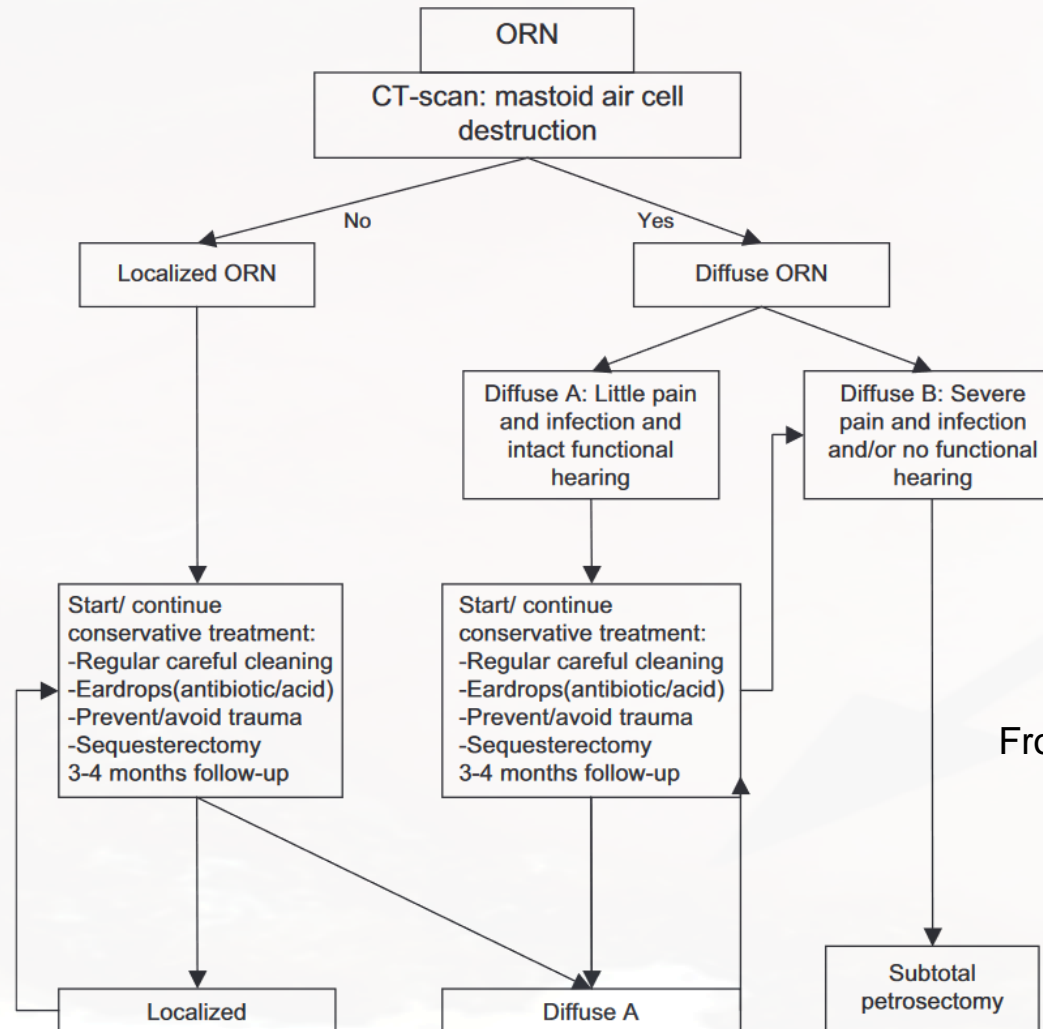 ORN
CT-scan: mastoid air cell
destruction
No
Yes
Localized ORN
Diffuse ORN
Diffuse A: Little pain
and infection and
intact functional
hearing
Diffuse B: Severe
pain and infection
and/or no functional
hearing
Start/ continue
conservative treatment:
-Regular careful cleaning
-Eardrops(antibiotic/acid)
-Prevent/avoid trauma
-Sequesterectomy
3-4 months follow-up
Start/ continue
conservative treatment:
-Regular careful cleaning
-Eardrops(antibiotic/acid)
-Prevent/avoid trauma
-Sequesterectomy
3-4 months follow-up
Localized
Diffuse A
Subtotal
petrosectomy